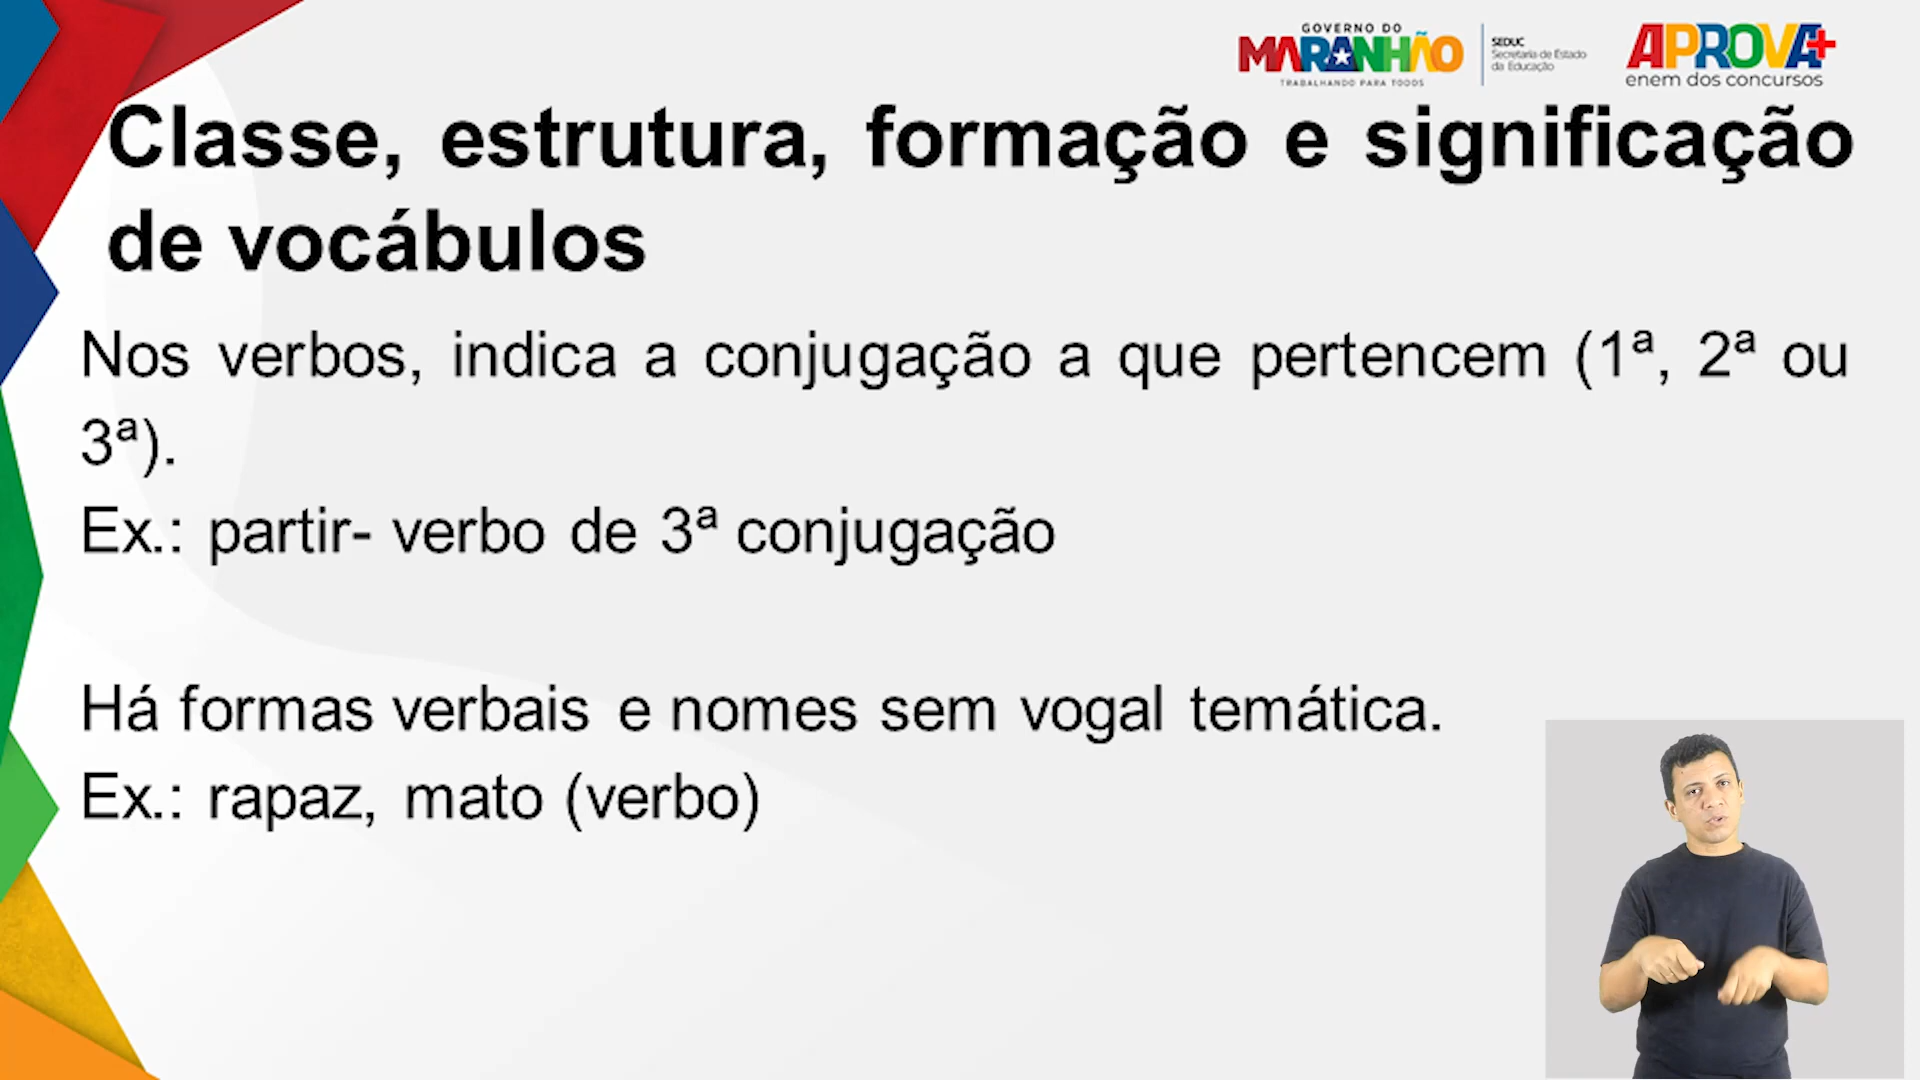 GOVERNO DO
MARANHÃO
TRABALHANDO PARA TODOS
SEDUC
Secretaria de Estado
da Educação
APROVA+
enem dos concursos
Classe, estrutura, formação e significação
de vocábulos
Nos verbos, indica a conjugação a que pertencem (1ª, 2ª ou
3ª).
Ex.: partir- verbo de 3ª conjugação
Há formas verbais e nomes sem vogal temática.
Ex.: rapaz, mato (verbo)